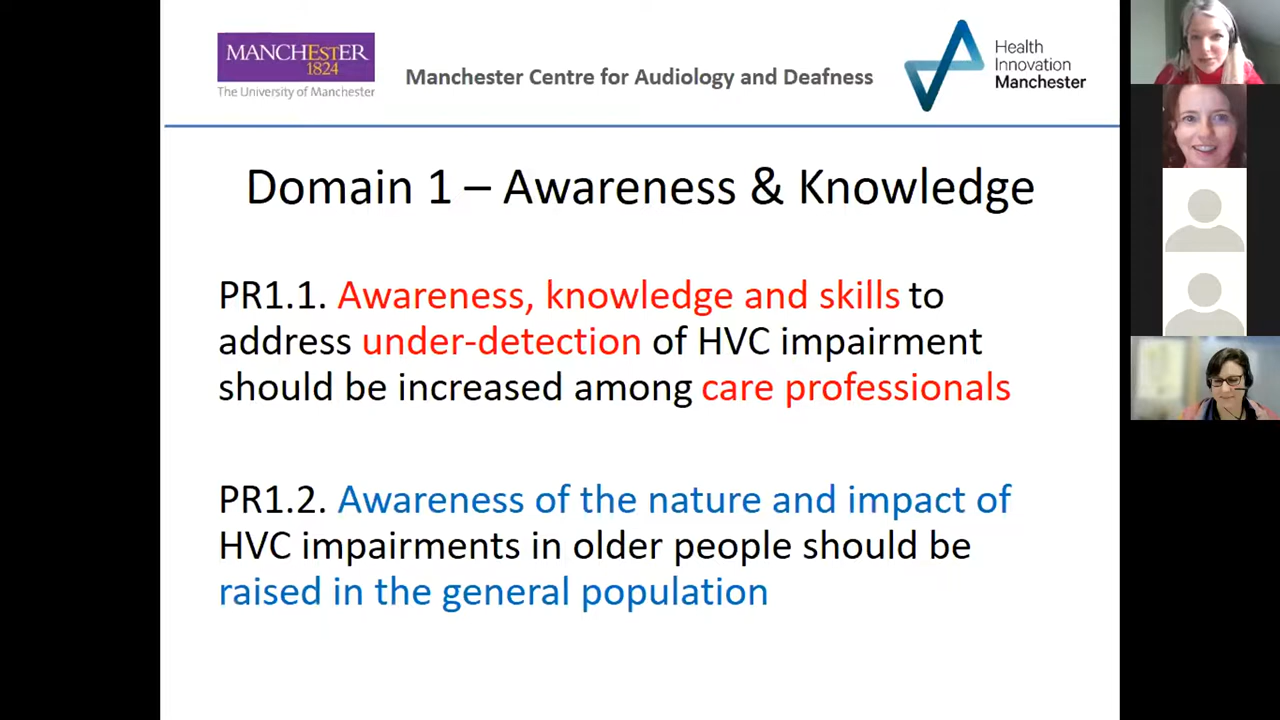 MANCHESTER
1824
The University of Manchester
Manchester Centre for Audiology and Deafness
Health
Innovation
Manchester
Domain 1 – Awareness & Knowledge
PR1.1. Awareness, knowledge and skills to
address under-detection of HVC impairment
should be increased among care professionals
PR1.2. Awareness of the nature and impact of
HVC impairments in older people should be
raised in the general population